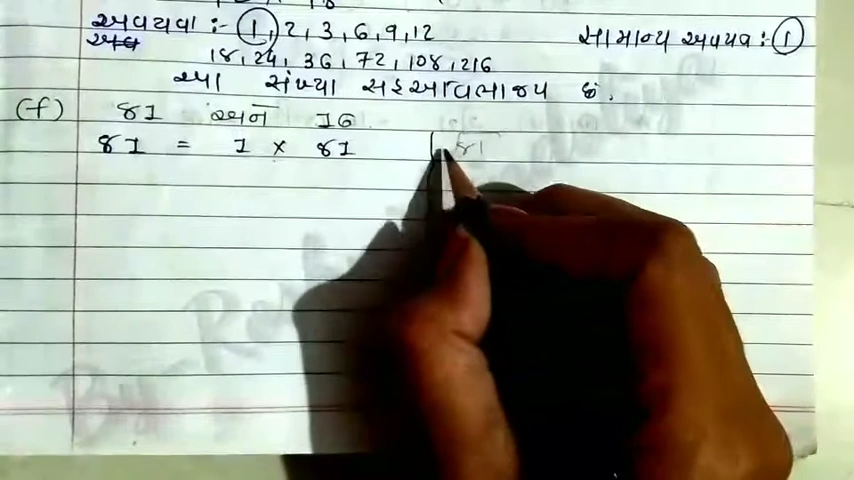 અવયવો :- 1, 2, 3, 6, 9, 12 સામાન્ય અવયવ : 1
18, 24, 36, 72, 108, 216
આ સંખ્યા સહઅવિભાજ્ય છે.
(f) 81 અને 16
81 = 1 × 81 81